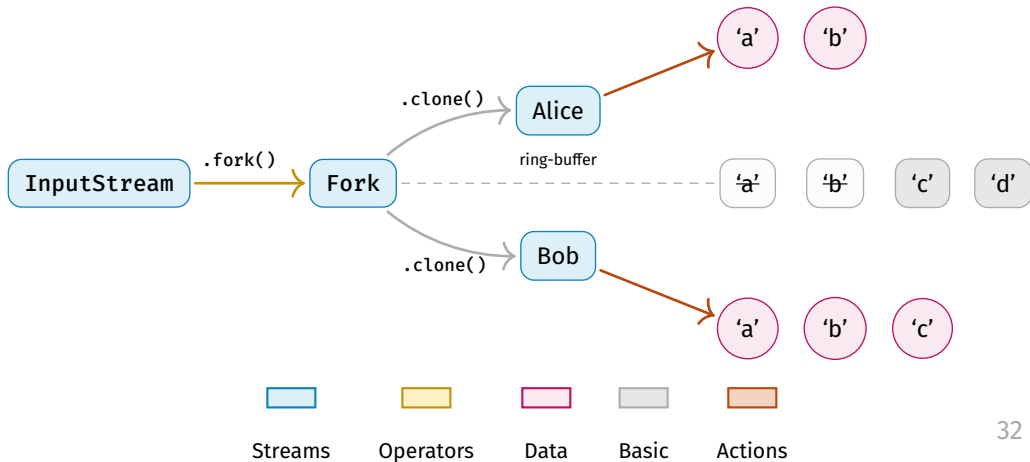 ‘a’ ‘b’
.clone()
Alice
ring-buffer
.fork()
InputStream
Fork
‘a’ ‘b’ ‘c’ ‘d’
Bob
.clone()
‘a’ ‘b’ ‘c’
Streams Operators Data Basic Actions
32